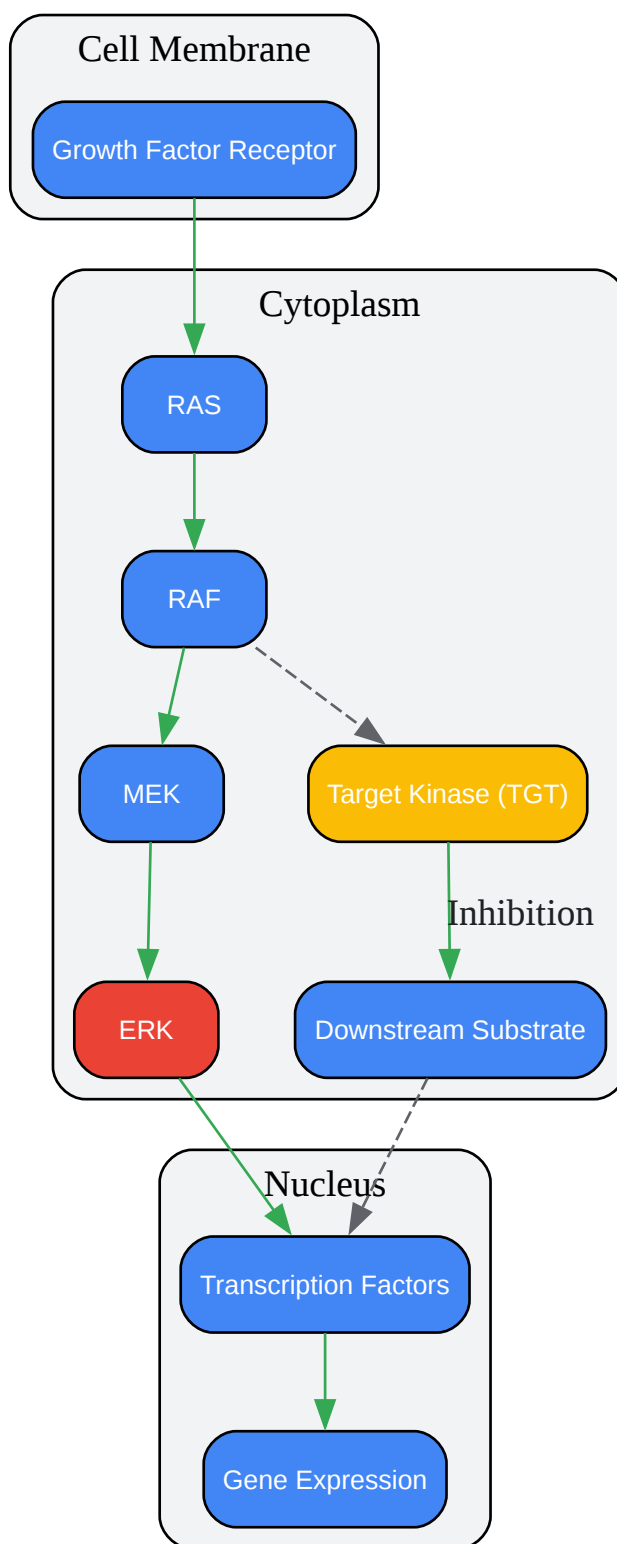 Cell Membrane
Growth Factor Receptor
Cytoplasm
RAS
RAF
MEK
Target Kinase (TGT)
Inhibition
ERK
Downstream Substrate
Nucleus
Transcription Factors
Gene Expression